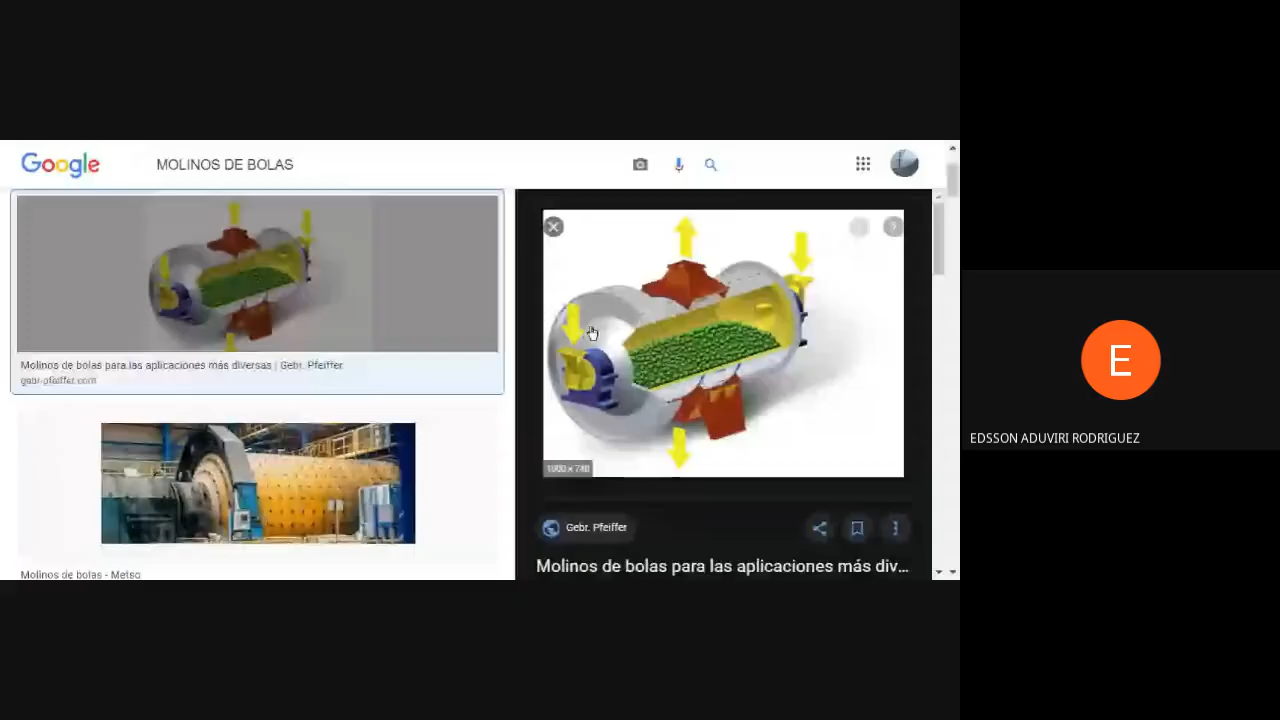 Google
MOLINOS DE BOLAS
Molinos de bolas para las aplicaciones más diversas | Gebr. Pfeiffer
gebr-pfeiffer.com
Molinos de bolas - Metso
1000 × 740
Gebr. Pfeiffer
Molinos de bolas para las aplicaciones más div...
E
EDSSON ADUVIRI RODRIGUEZ